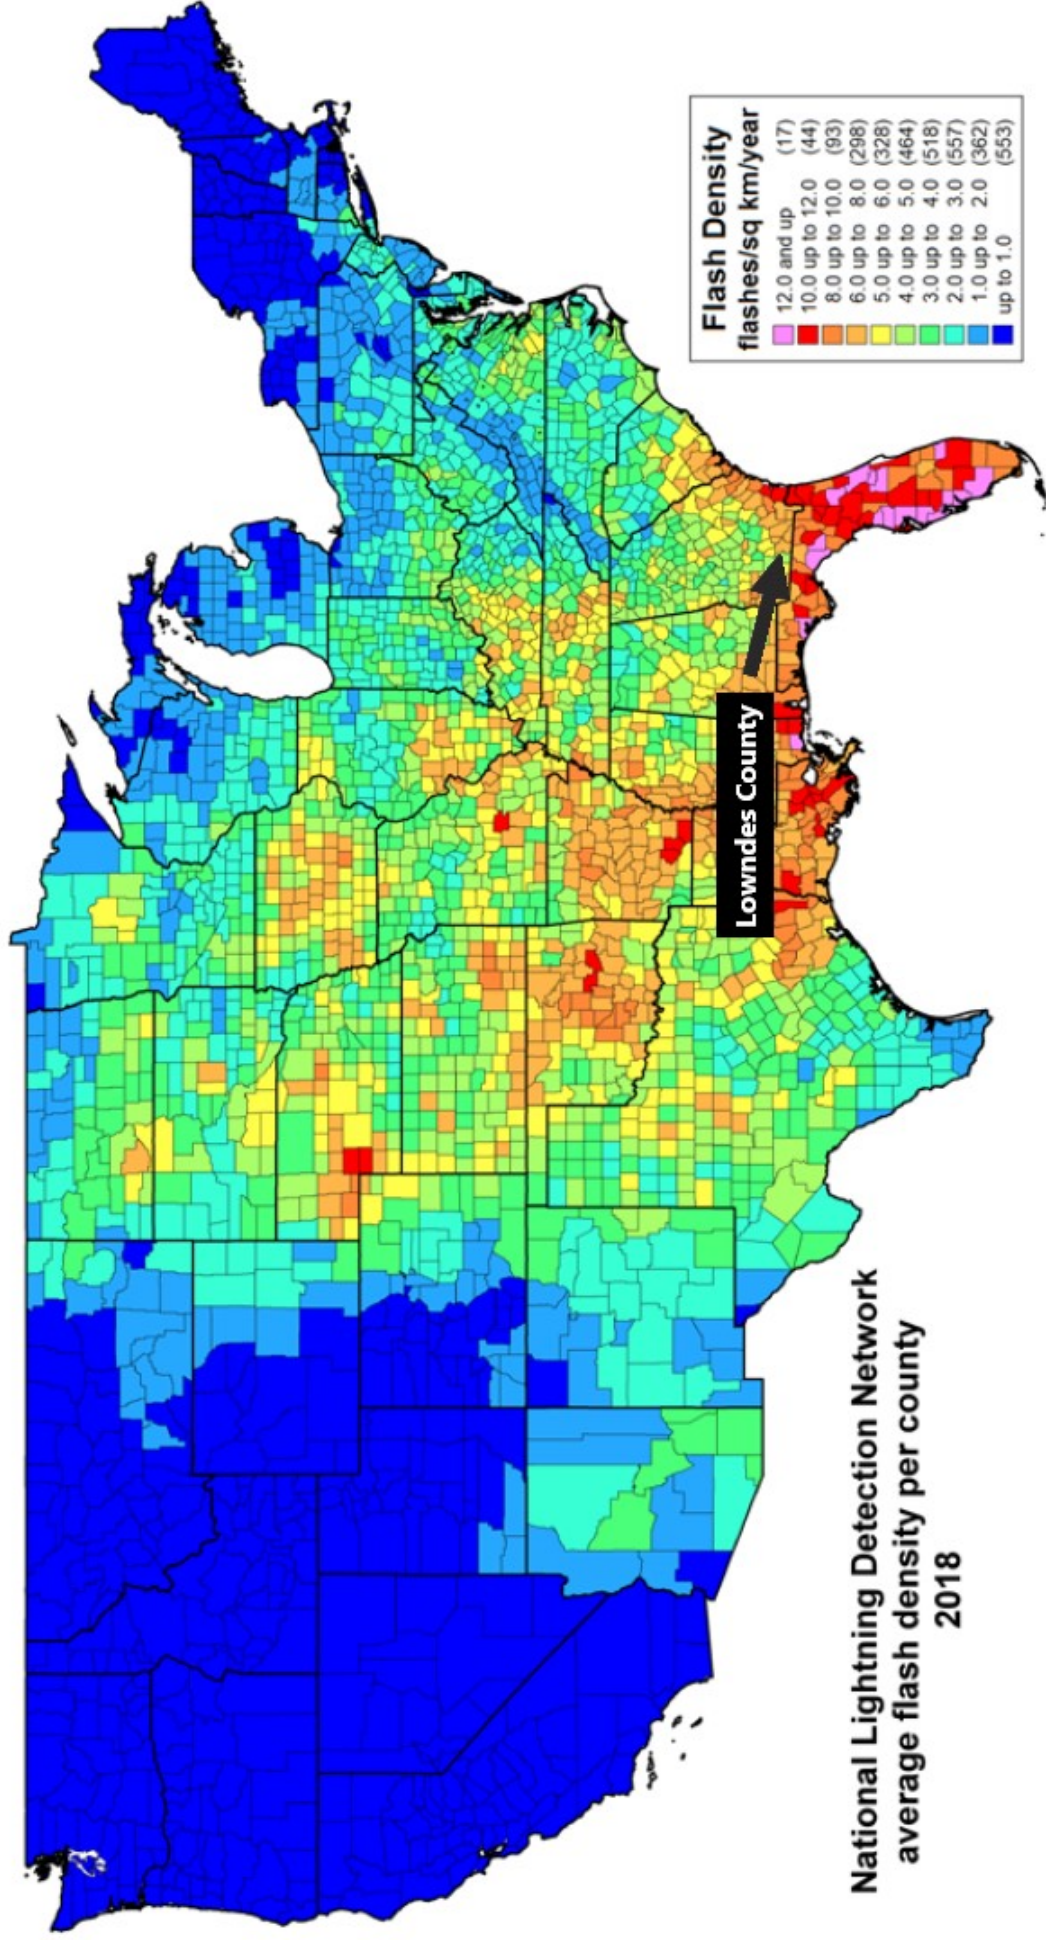 Flash Density
flashes/sq km/year
12.0 and up (17)
10.0 up to 12.0 (44)
8.0 up to 10.0 (93)
6.0 up to 8.0 (298)
5.0 up to 6.0 (328)
4.0 up to 5.0 (464)
3.0 up to 4.0 (518)
2.0 up to 3.0 (557)
1.0 up to 2.0 (362)
up to 1.0 (553)
Lowndes County
National Lightning Detection Network
average flash density per county
2018